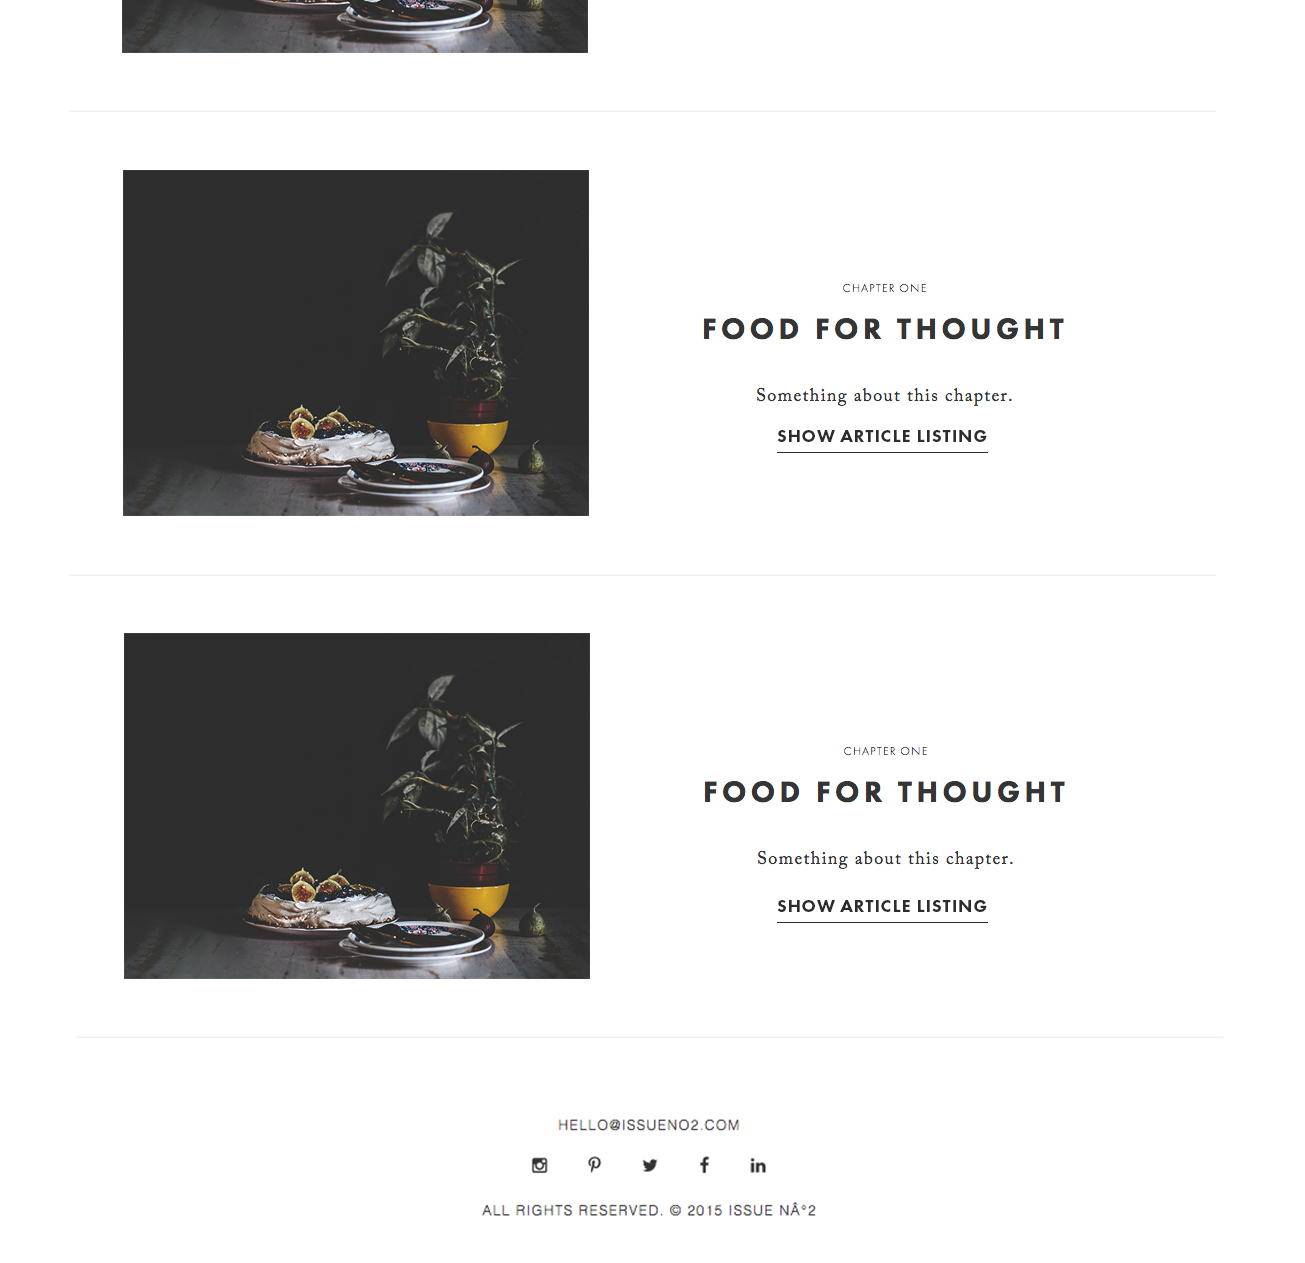 CHAPTER ONE
FOOD FOR THOUGHT
Something about this chapter.
SHOW ARTICLE LISTING
CHAPTER ONE
FOOD FOR THOUGHT
Something about this chapter.
SHOW ARTICLE LISTING
HELLO@ISSUENO2.COM
ALL RIGHTS RESERVED. © 2015 ISSUE NÂ°2